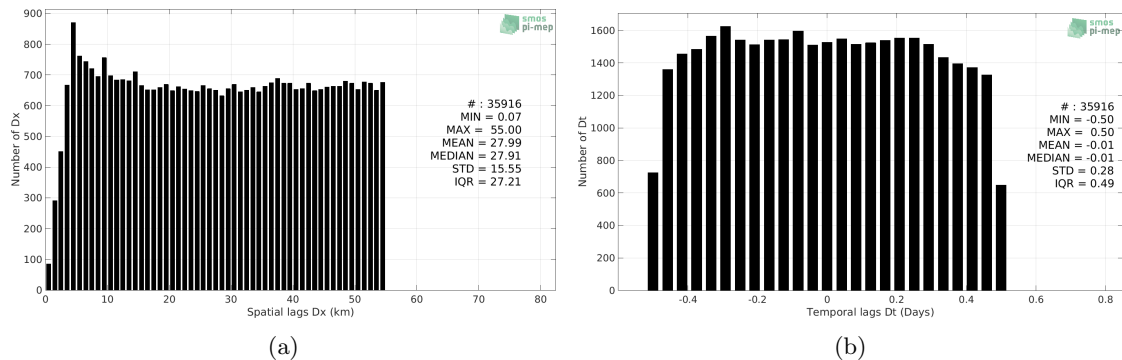 smos
pi-mep
900
800
700
600
500
400
300
200
100
0
Number of Dx
# : 35916
MIN = 0.07
MAX = 55.00
MEAN = 27.99
MEDIAN = 27.91
STD = 15.55
IQR = 27.21
0 10 20 30 40 50 60 70 80
Spatial lags Dx (km)
(a)
smos
pi-mep
1600
1400
1200
1000
800
600
400
200
0
Number of Dt
# : 35916
MIN = -0.50
MAX = 0.50
MEAN = -0.01
MEDIAN = -0.01
STD = 0.28
IQR = 0.49
-0.4 -0.2 0 0.2 0.4 0.6 0.8
Temporal lags Dt (Days)
(b)